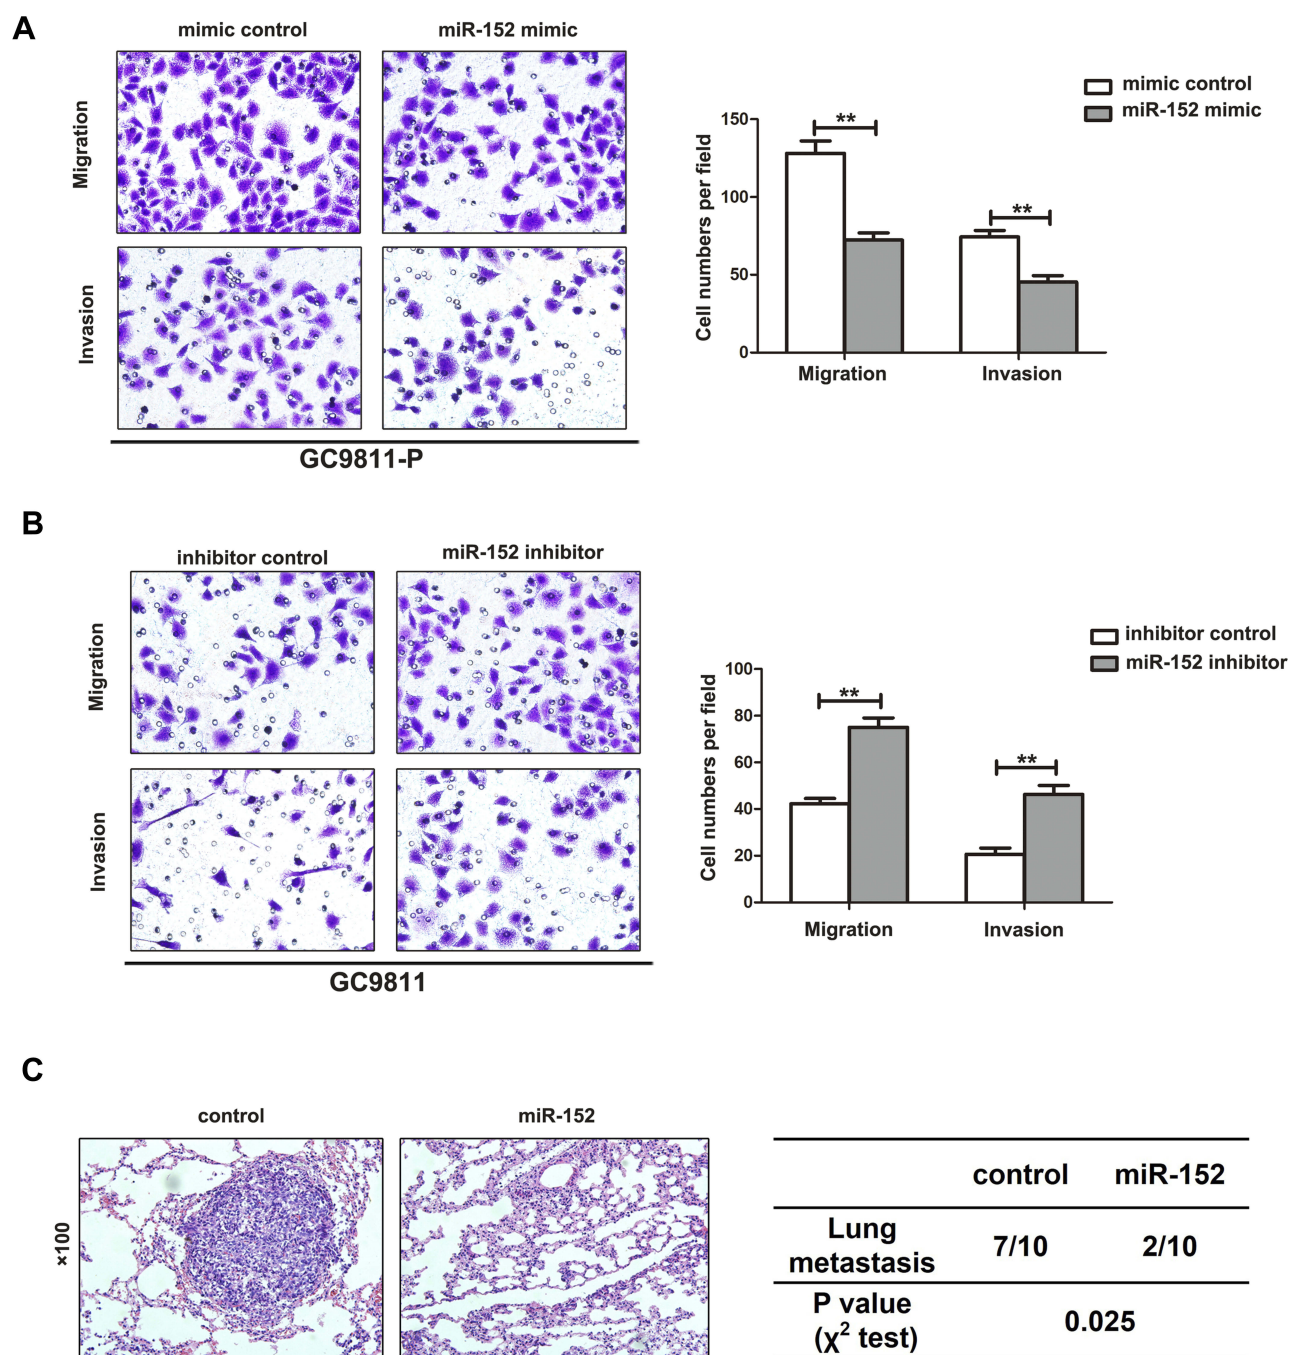 A
mimic control
miR-152 mimic
Migration
Invasion
GC9811-P
mimic control
miR-152 mimic
Cell numbers per field
150
100
50
0
**
**
Migration
Invasion
B
inhibitor control
miR-152 inhibitor
Migration
Invasion
GC9811
inhibitor control
miR-152 inhibitor
Cell numbers per field
100
80
60
40
20
0
**
**
Migration
Invasion
C
control
miR-152
×100
control miR-152
Lung
metastasis
7/10 2/10
P value
(χ² test)
0.025